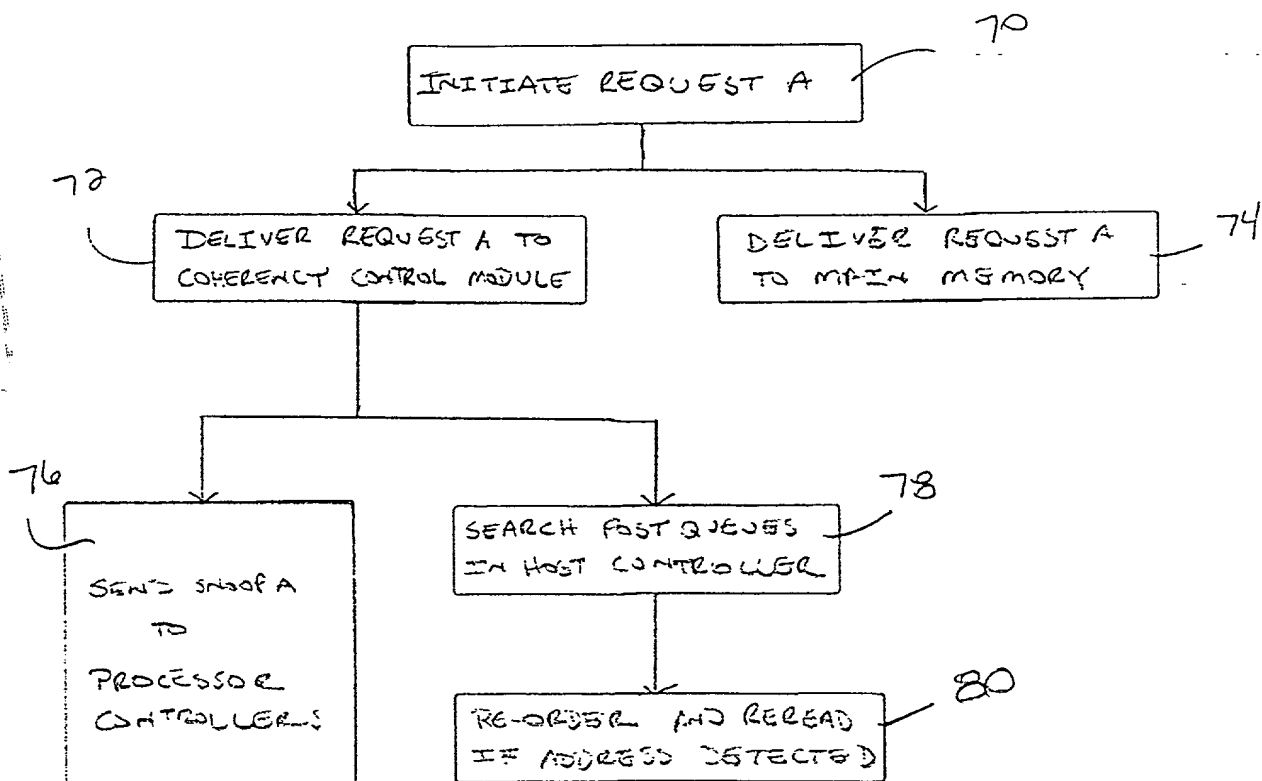 70
INITIATE REQUEST A
72
DELIVER REQUEST A TO
COHERENCY CONTROL MODULE
DELIVER REQUEST A
TO MAIN MEMORY
74
76
SEND SNOOP A
TO
PROCESSOR
CONTROLLERS
78
SEARCH POST QUEUES
IN HOST CONTROLLER
80
RE-ORDER AND REREAD
IF ADDRESS DETECTED